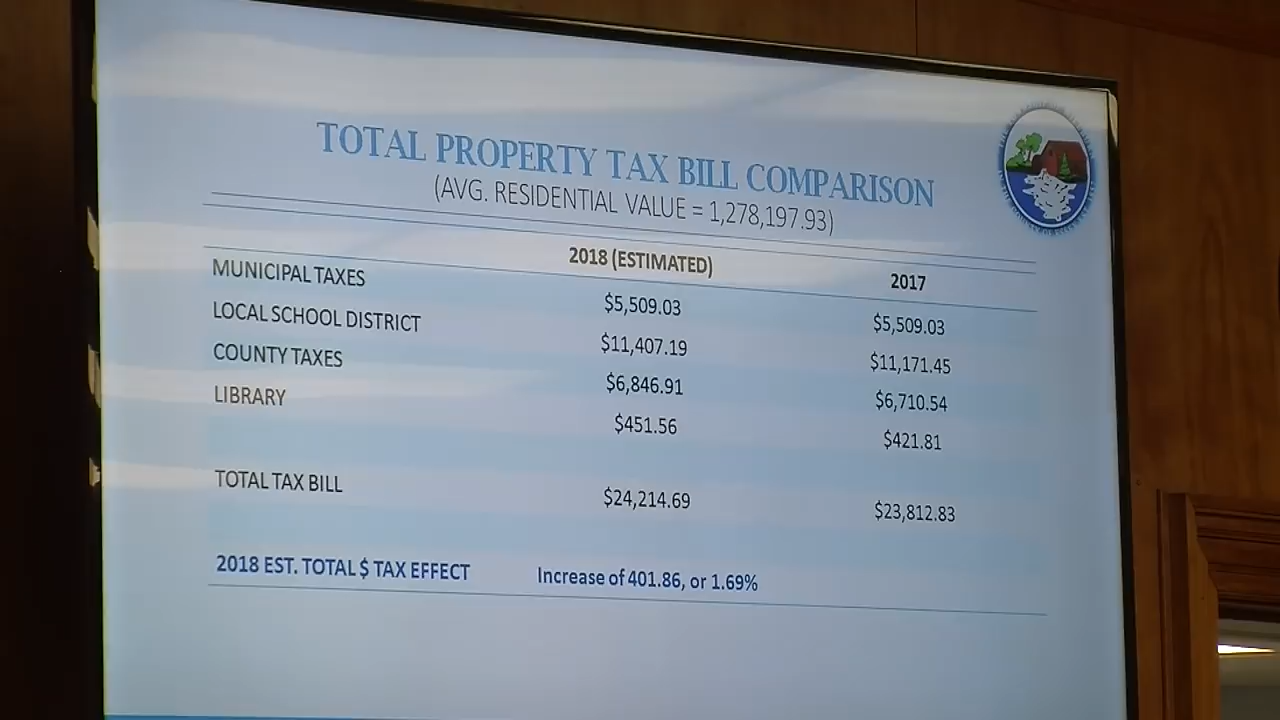 TOTAL PROPERTY TAX BILL COMPARISON
(AVG. RESIDENTIAL VALUE = 1,278,197.93)
2018 (ESTIMATED) 2017
MUNICIPAL TAXES $5,509.03 $5,509.03
LOCAL SCHOOL DISTRICT $11,407.19 $11,171.45
COUNTY TAXES $6,846.91 $6,710.54
LIBRARY $451.56 $421.81
TOTAL TAX BILL $24,214.69 $23,812.83
2018 EST. TOTAL $ TAX EFFECT Increase of 401.86, or 1.69%